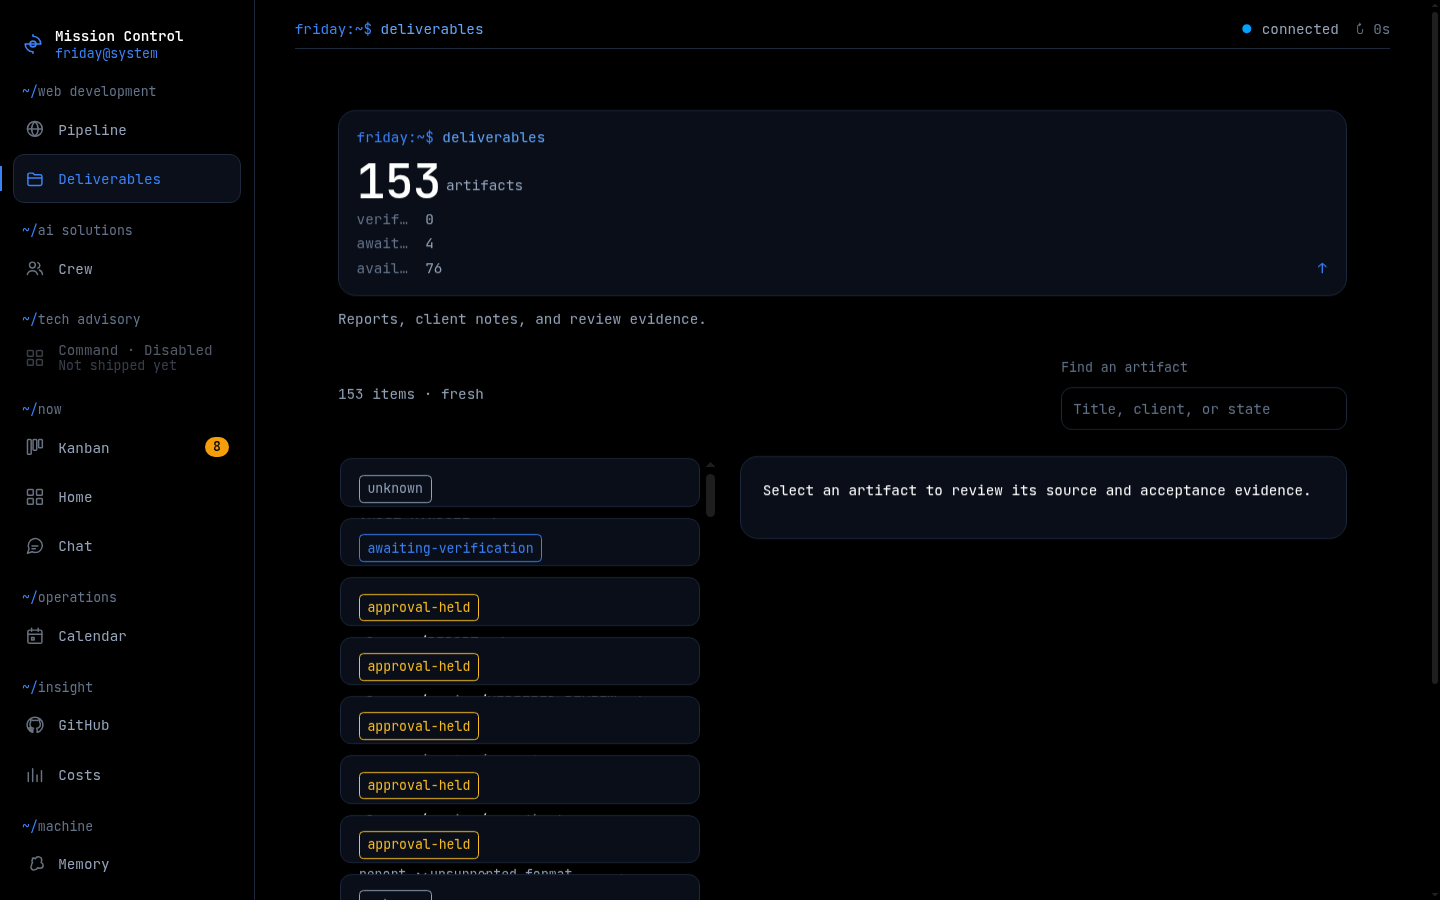 Mission Control
friday@system
~/web development
Pipeline
Deliverables
~/ai solutions
Crew
~/tech advisory
Command · Disabled
Not shipped yet
~/now
Kanban 8
Home
Chat
~/operations
Calendar
~/insight
GitHub
Costs
~/machine
Memory
friday:~$ deliverables
connected 0s
friday:~$ deliverables
153 artifacts
verif… 0
await… 4
avail… 76
↑
Reports, client notes, and review evidence.
153 items · fresh
Find an artifact
Title, client, or state
unknown
awaiting-verification
approval-held
approval-held
approval-held
approval-held
approval-held
Select an artifact to review its source and acceptance evidence.